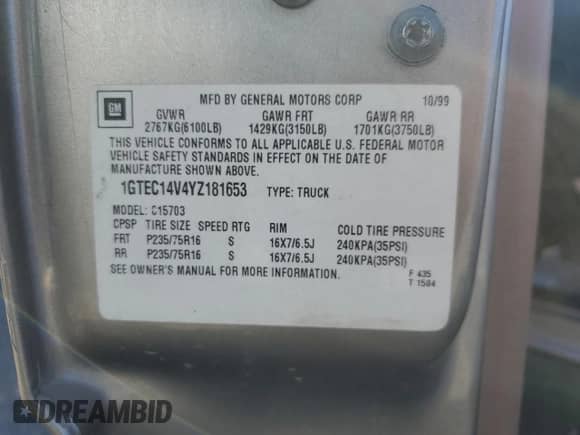 GM
MFD BY GENERAL MOTORS CORP 10/99
GVWR GAWR FRT GAWR RR
2767KG(6100LB) 1429KG(3150LB) 1701KG(3750LB)
THIS VEHICLE CONFORMS TO ALL APPLICABLE U.S. FEDERAL MOTOR
VEHICLE SAFETY STANDARDS IN EFFECT ON THE DATE OF
MANUFACTURE SHOWN ABOVE.
1GTEC14V4YZ181653 TYPE: TRUCK
MODEL: C15703
CPSP TIRE SIZE SPEED RTG RIM COLD TIRE PRESSURE
FRT P235/75R16 S 16X7/6.5J 240KPA(35PSI)
RR P235/75R16 S 16X7/6.5J 240KPA(35PSI)
SEE OWNER'S MANUAL FOR MORE INFORMATION.
F 435
T 1584
DREAMBID